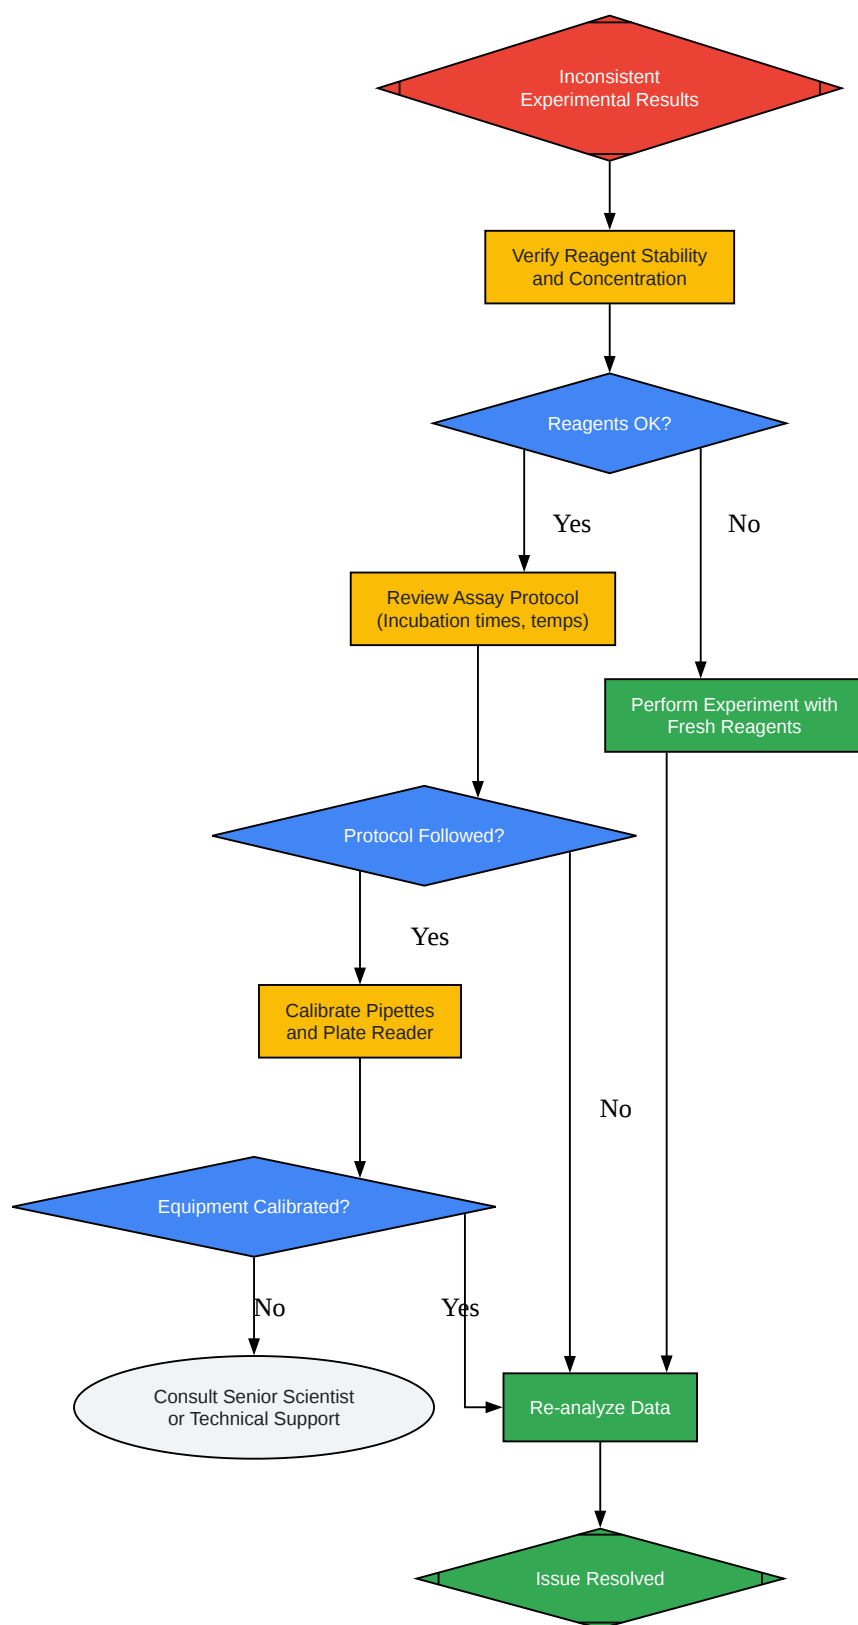 Inconsistent
Experimental Results
Verify Reagent Stability
and Concentration
Reagents OK?
Yes
No
Review Assay Protocol
(Incubation times, temps)
Perform Experiment with
Fresh Reagents
Protocol Followed?
Yes
Calibrate Pipettes
and Plate Reader
No
Equipment Calibrated?
No
Yes
Consult Senior Scientist
or Technical Support
Re-analyze Data
Issue Resolved